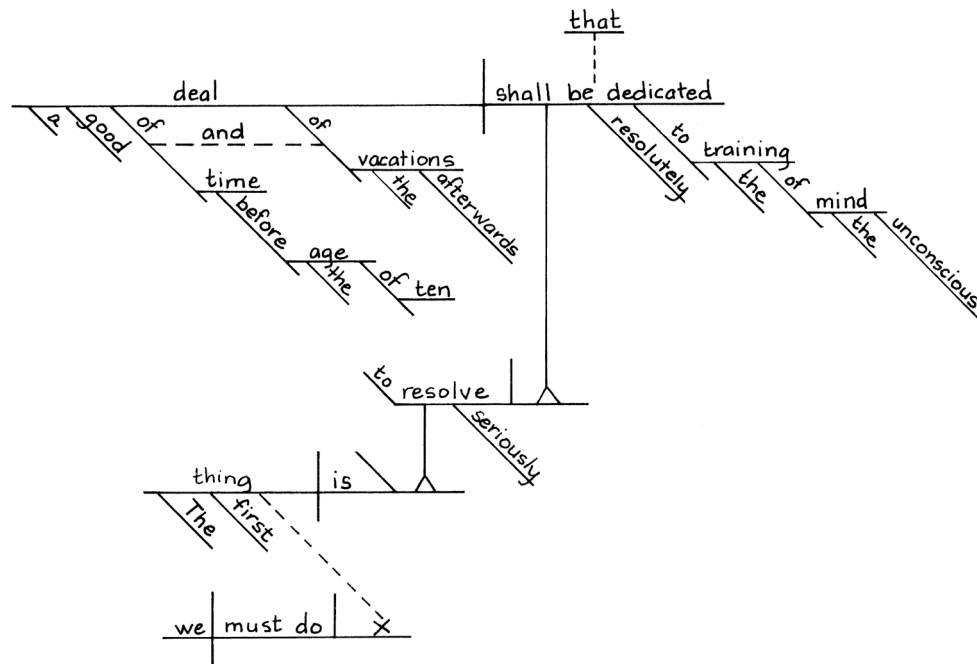 that
deal shall be dedicated
a good of and of resolutely to
training
the of
vacations
the afterwards
time
before
mind
the unconscious
age
the of ten
to resolve
seriously
thing is
The first
we must do X